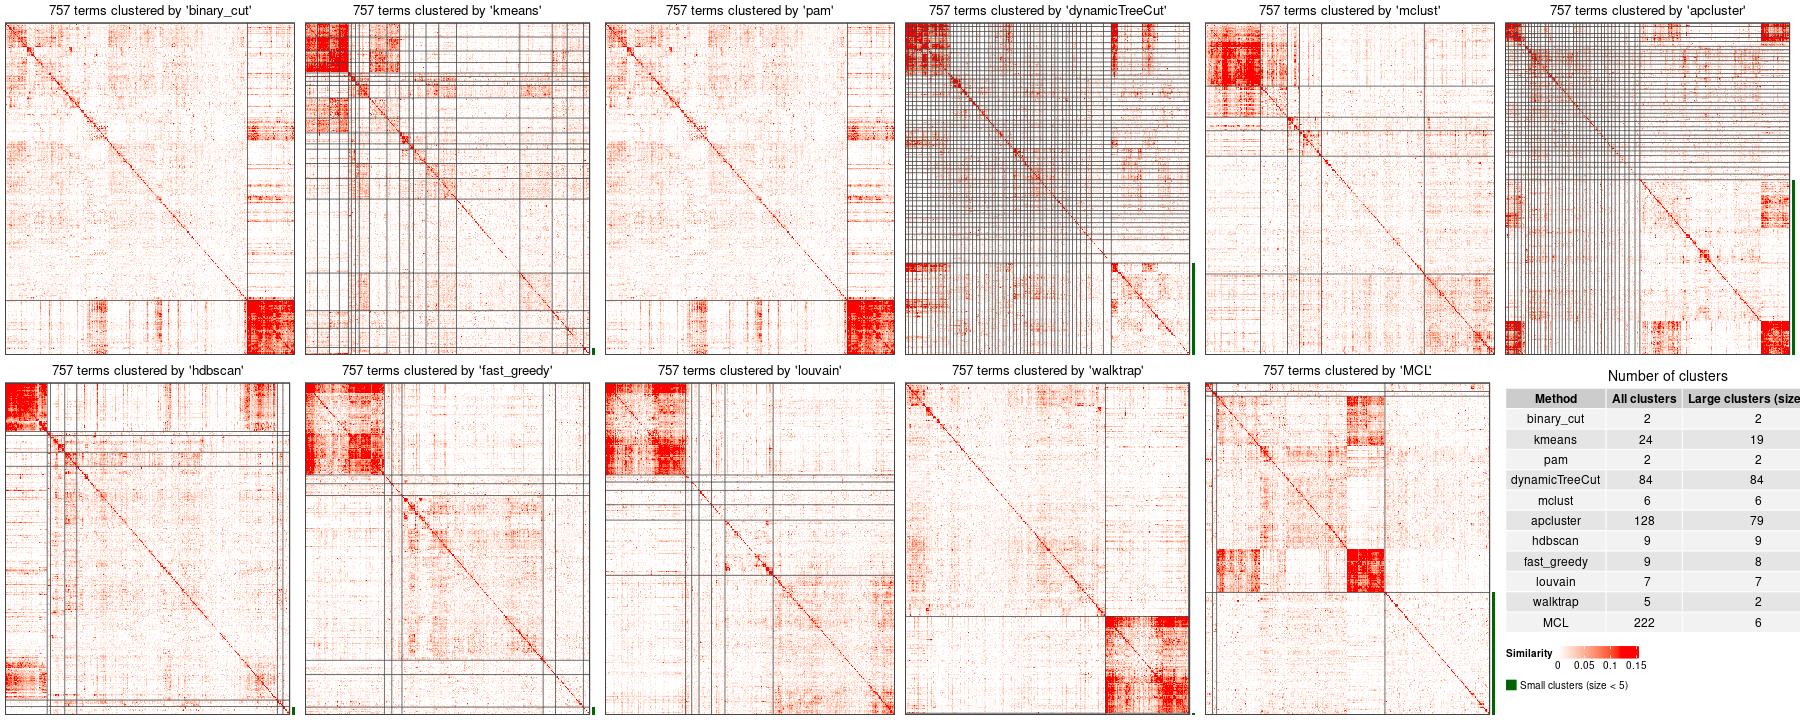 757 terms clustered by 'binary_cut'
757 terms clustered by 'kmeans'
757 terms clustered by 'pam'
757 terms clustered by 'dynamicTreeCut'
757 terms clustered by 'mclust'
757 terms clustered by 'apcluster'
757 terms clustered by 'hdbscan'
757 terms clustered by 'fast_greedy'
757 terms clustered by 'louvain'
757 terms clustered by 'walktrap'
757 terms clustered by 'MCL'
Number of clusters
Method All clusters Large clusters (size
binary_cut 2 2
kmeans 24 19
pam 2 2
dynamicTreeCut 84 84
mclust 6 6
apcluster 128 79
hdbscan 9 9
fast_greedy 9 8
louvain 7 7
walktrap 5 2
MCL 222 6
Similarity
0 0.05 0.1 0.15
Small clusters (size < 5)